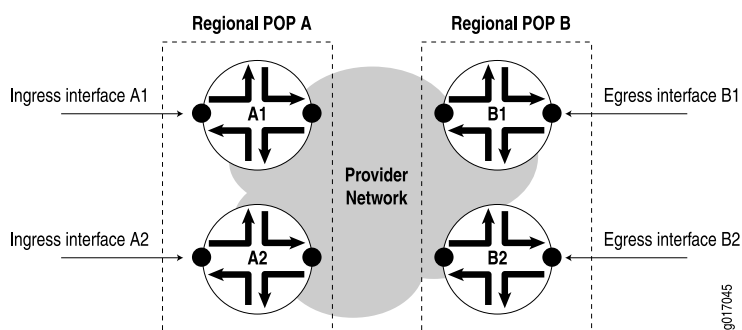 Regional POP A
Regional POP B
Ingress interface A1
A1
B1
Egress interface B1
Provider
Network
Ingress interface A2
A2
B2
Egress interface B2
g017045